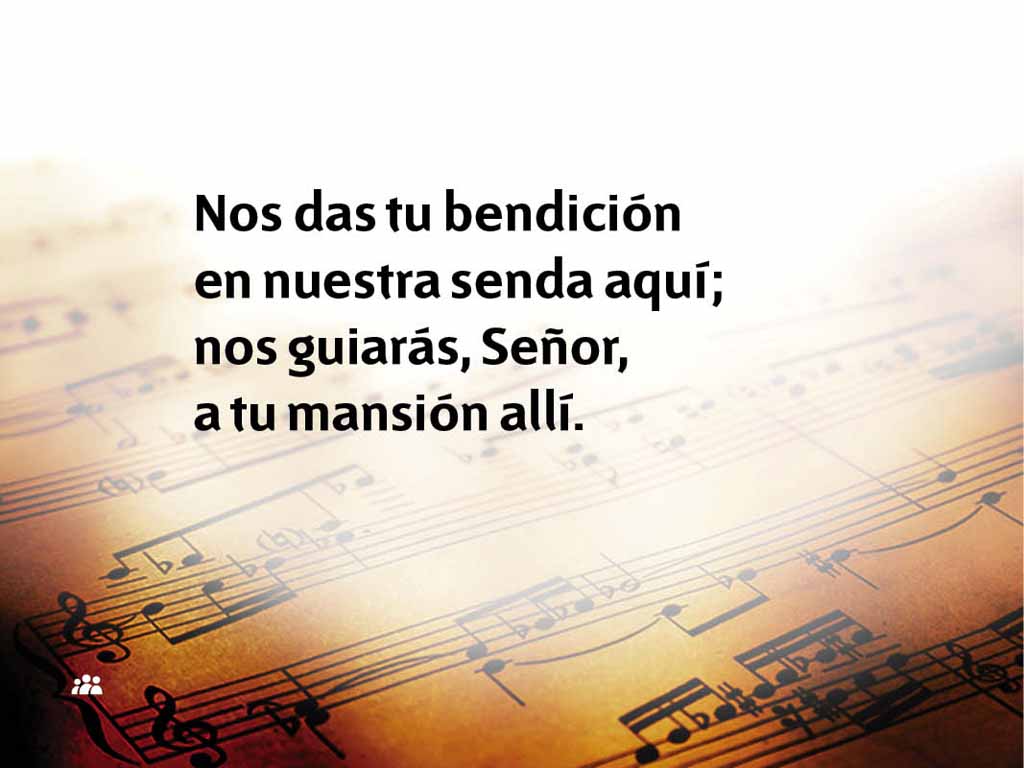 Nos das tu bendición
en nuestra senda aquí;
nos guiarás, Señor,
a tu mansión allí.